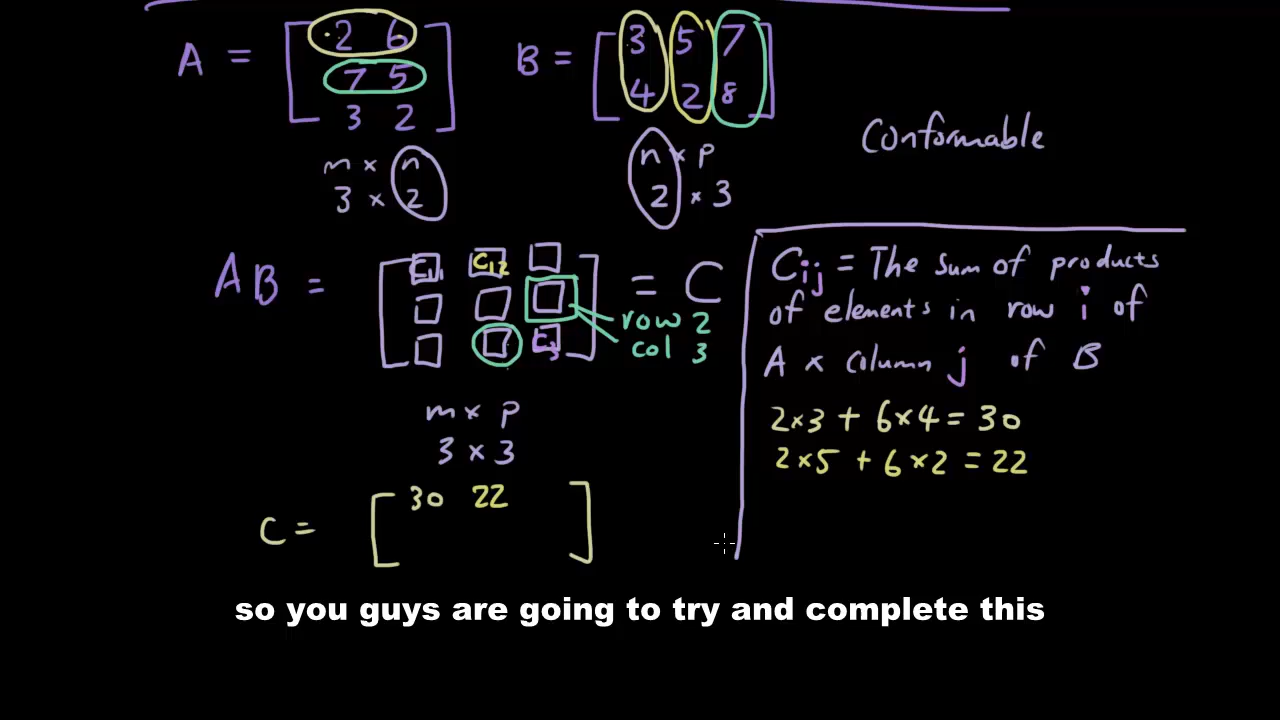 A = [ 2 6 B = [ 3 5 7
7 5 4 2 8 ]
3 2 ] Conformable
m × n n × p
3 × 2 2 × 3
AB = [ C11 C12 ] = C
row 2
col 3
C3
m × p
3 × 3
C = [ 30 22 ]
Cij = The sum of products
of elements in row i of
A × column j of B
2×3 + 6×4 = 30
2×5 + 6×2 = 22
so you guys are going to try and complete this